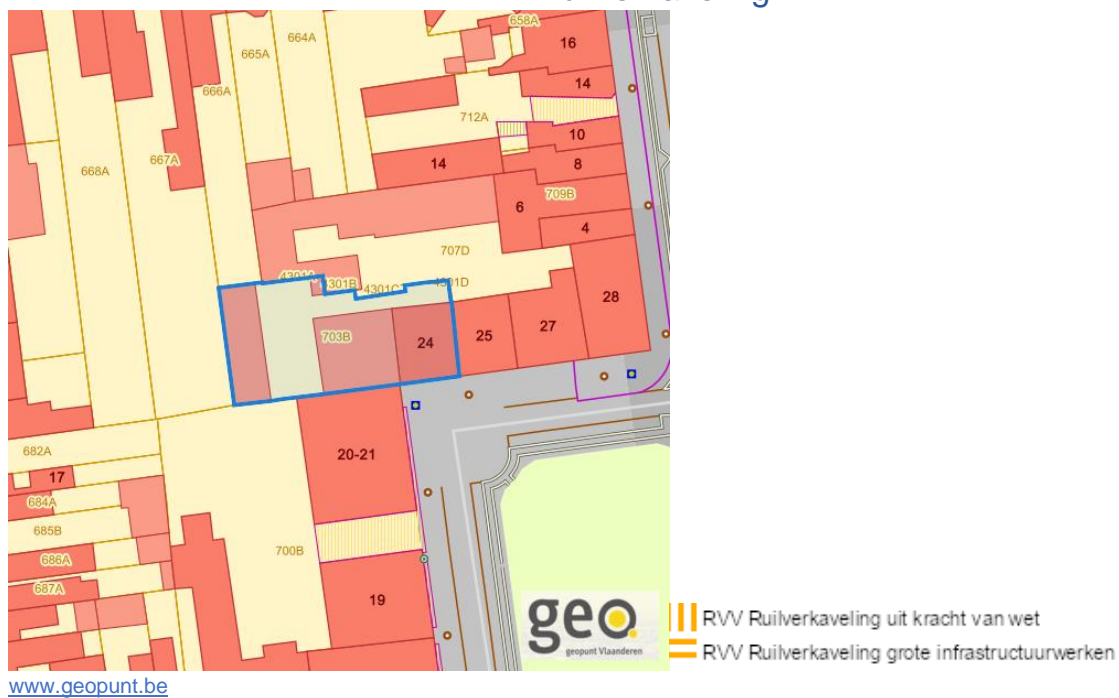 658A
664A
16
665A
14
666A
712A
10
667A
14
8
668A
709B
6
4
707D
4301A
4301B
4301C
4301D
28
27
703B
25
24
682A
20-21
17
684A
685B
700B
686A
687A
19
geo
geopunt Vlaanderen
RVV Ruilverkaveling uit kracht van wet
RVV Ruilverkaveling grote infrastructuurwerken
www.geopunt.be